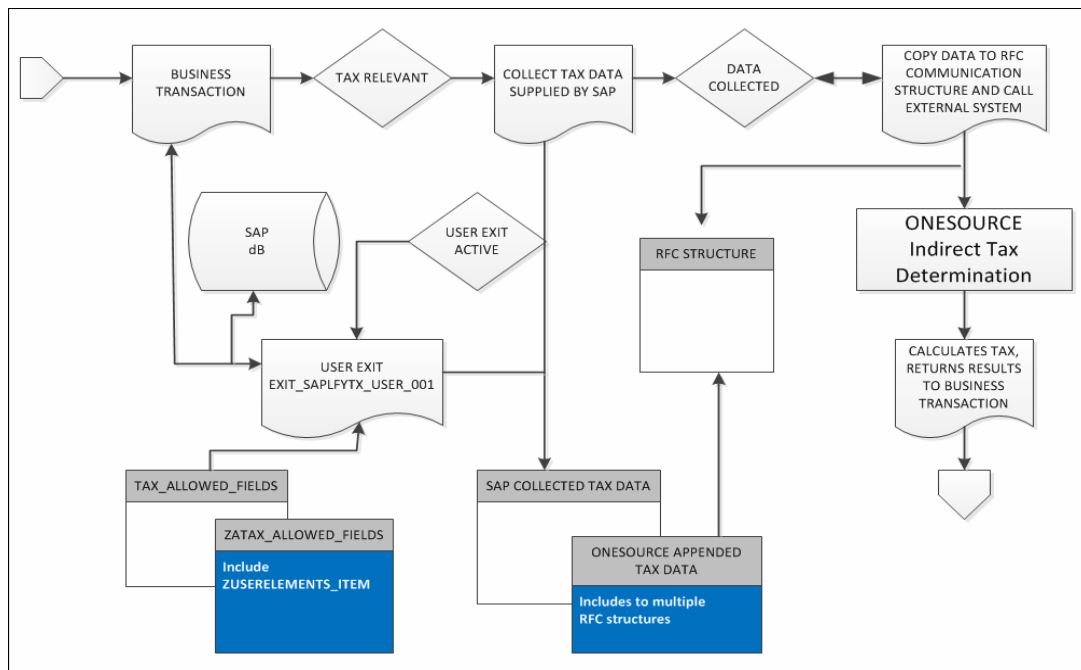 BUSINESS
TRANSACTION
TAX RELEVANT
COLLECT TAX DATA
SUPPLIED BY SAP
DATA
COLLECTED
COPY DATA TO RFC
COMMUNICATION
STRUCTURE AND CALL
EXTERNAL SYSTEM
SAP
dB
USER EXIT
ACTIVE
RFC STRUCTURE
ONESOURCE
Indirect Tax
Determination
USER EXIT
EXIT_SAPLFYTX_USER_001
CALCULATES TAX,
RETURNS RESULTS
TO BUSINESS
TRANSACTION
TAX_ALLOWED_FIELDS
ZATAX_ALLOWED_FIELDS
Include
ZUSERELEMENTS_ITEM
SAP COLLECTED TAX DATA
ONESOURCE APPENDED
TAX DATA
Includes to multiple
RFC structures